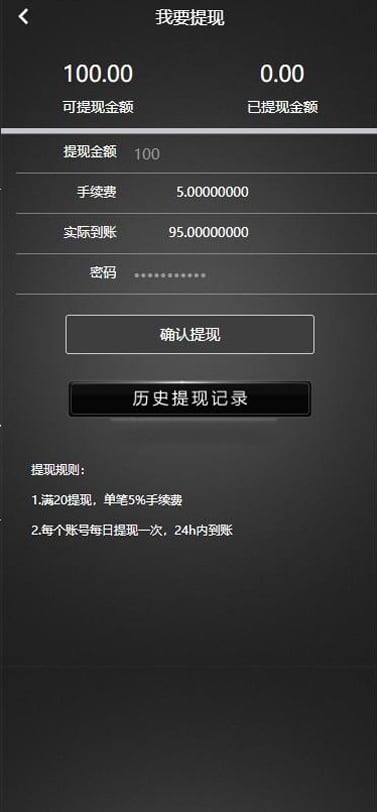 我要提现
100.00 0.00
可提现金额 已提现金额
提现金额 100
手续费 5.00000000
实际到账 95.00000000
密码 •••••••••••
确认提现
历史提现记录
提现规则：
1.满20提现，单笔5%手续费
2.每个账号每日提现一次，24h内到账